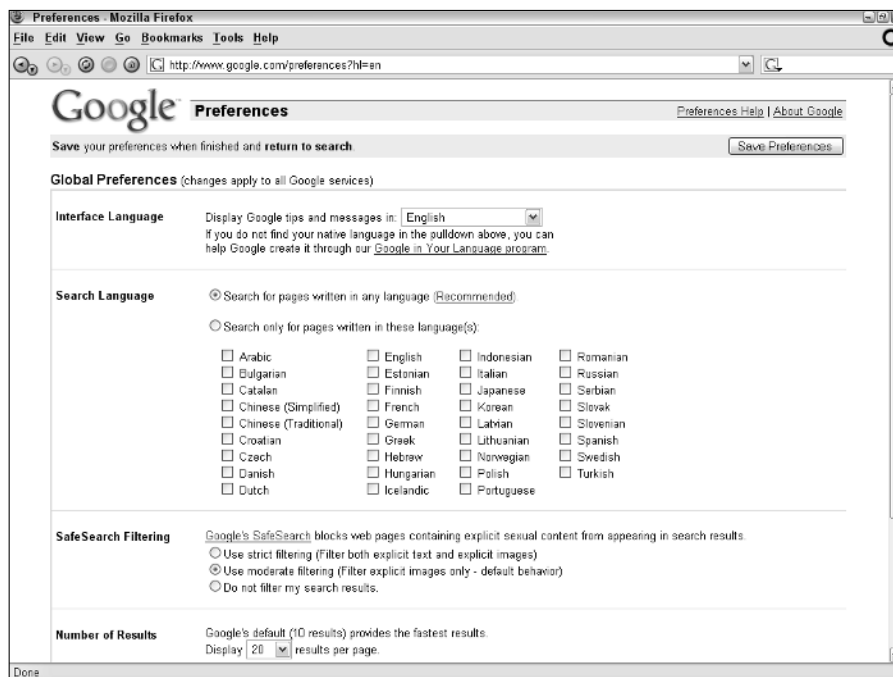 Preferences - Mozilla Firefox
File Edit View Go Bookmarks Tools Help
http://www.google.com/preferences?hl=en
Google™ Preferences Preferences Help | About Google
Save your preferences when finished and return to search. Save Preferences
Global Preferences (changes apply to all Google services)
Interface Language Display Google tips and messages in: English
If you do not find your native language in the pulldown above, you can
help Google create it through our Google in Your Language program.
Search Language Search for pages written in any language (Recommended).
Search only for pages written in these language(s):
Arabic English Indonesian Romanian
Bulgarian Estonian Italian Russian
Catalan Finnish Japanese Serbian
Chinese (Simplified) French Korean Slovak
Chinese (Traditional) German Latvian Slovenian
Croatian Greek Lithuanian Spanish
Czech Hebrew Norwegian Swedish
Danish Hungarian Polish Turkish
Dutch Icelandic Portuguese
SafeSearch Filtering Google's SafeSearch blocks web pages containing explicit sexual content from appearing in search results.
Use strict filtering (Filter both explicit text and explicit images)
Use moderate filtering (Filter explicit images only - default behavior)
Do not filter my search results.
Number of Results Google's default (10 results) provides the fastest results.
Display 20 results per page.
Done